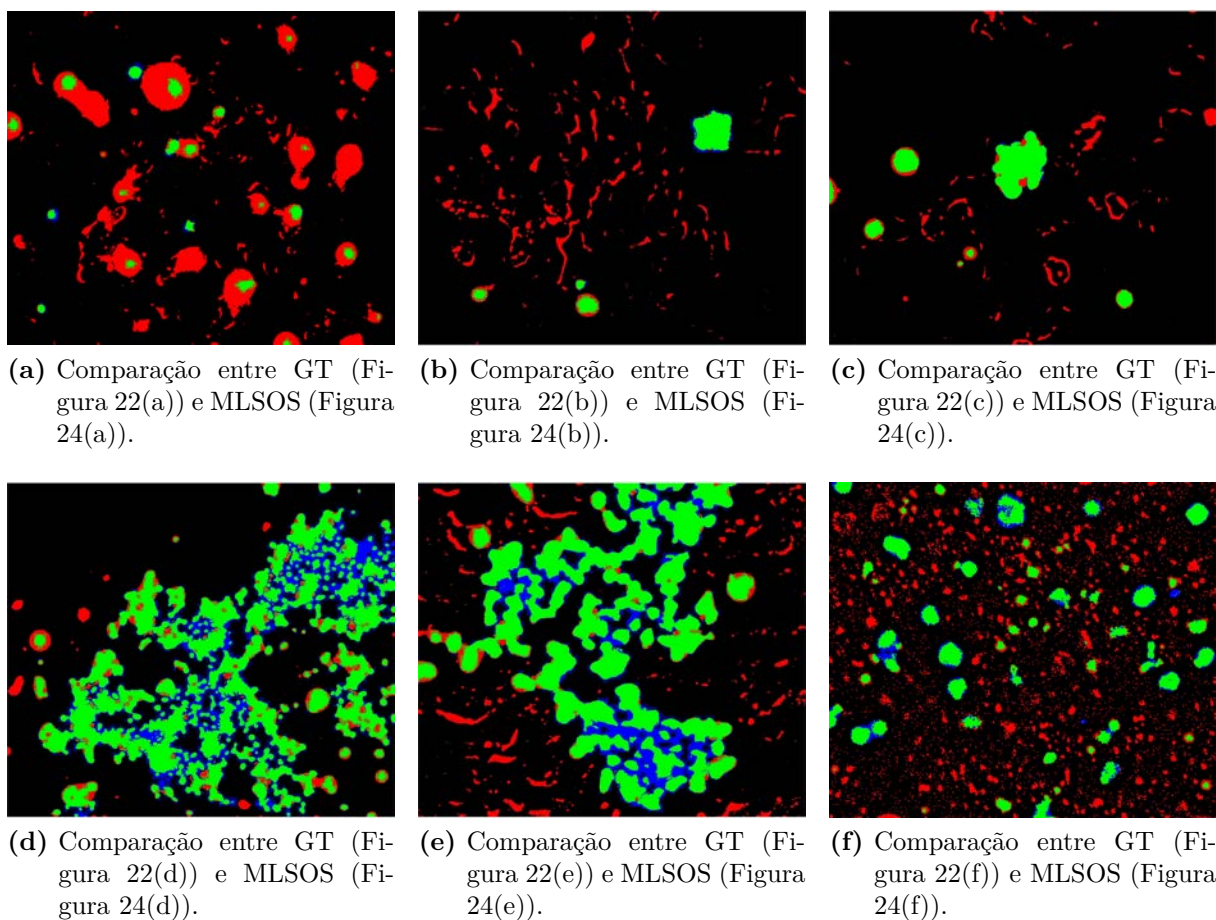 (a) Comparação entre GT (Fi-
gura 22(a)) e MLSOS (Figura
24(a)).
(b) Comparação entre GT (Fi-
gura 22(b)) e MLSOS (Fi-
gura 24(b)).
(c) Comparação entre GT (Fi-
gura 22(c)) e MLSOS (Figura
24(c)).
(d) Comparação entre GT (Fi-
gura 22(d)) e MLSOS (Fi-
gura 24(d)).
(e) Comparação entre GT (Fi-
gura 22(e)) e MLSOS (Figura
24(e)).
(f) Comparação entre GT (Fi-
gura 22(f)) e MLSOS (Figura
24(f)).